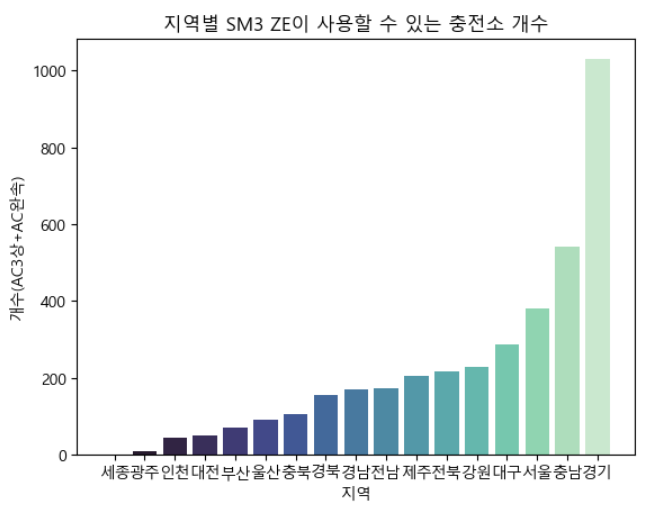 지역별 SM3 ZE이 사용할 수 있는 충전소 개수
개수(AC3상+AC완속)
1000
800
600
400
200
0
세종 광주 인천 대전 부산 울산 충북 경북 경남 전남 제주 전북 강원 대구 서울 충남 경기
지역